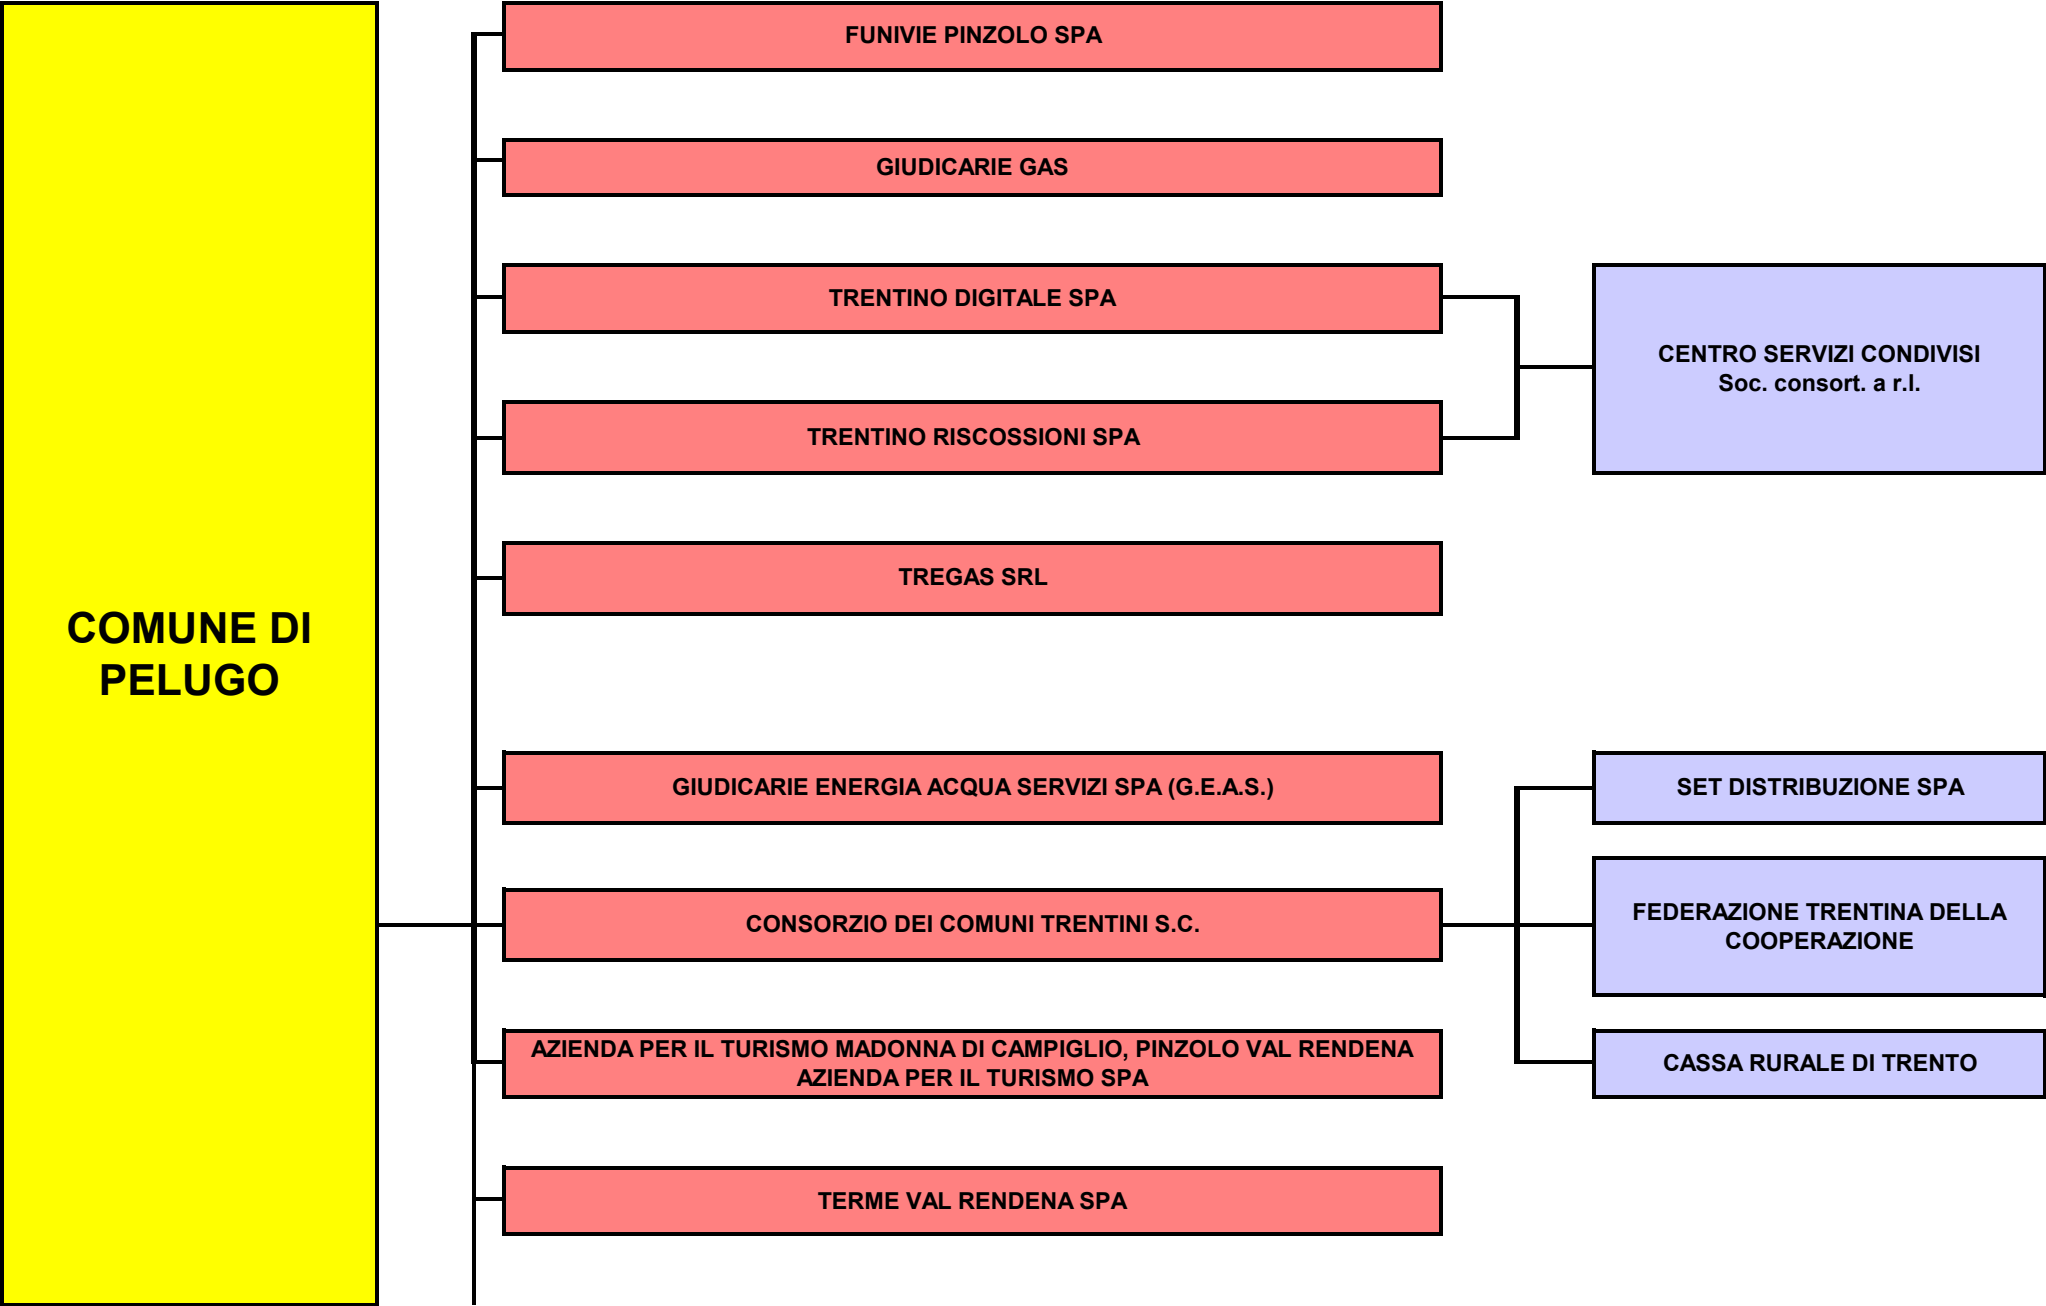 FUNIVIE PINZOLO SPA
GIUDICARIE GAS
TRENTINO DIGITALE SPA
CENTRO SERVIZI CONDIVISI
Soc. consort. a r.l.
TRENTINO RISCOSSIONI SPA
TREGAS SRL
COMUNE DI
PELUGO
GIUDICARIE ENERGIA ACQUA SERVIZI SPA (G.E.A.S.)
SET DISTRIBUZIONE SPA
CONSORZIO DEI COMUNI TRENTINI S.C.
FEDERAZIONE TRENTINA DELLA
COOPERAZIONE
AZIENDA PER IL TURISMO MADONNA DI CAMPIGLIO, PINZOLO VAL RENDENA
AZIENDA PER IL TURISMO SPA
CASSA RURALE DI TRENTO
TERME VAL RENDENA SPA